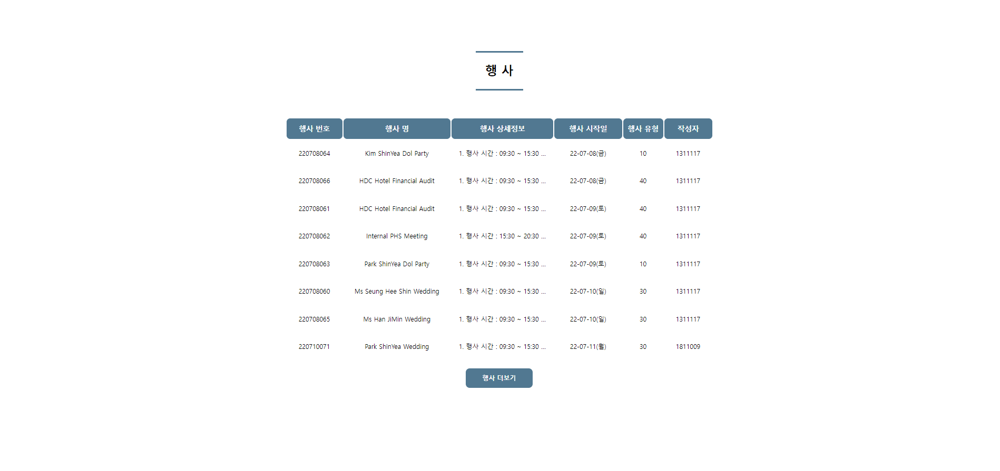 행 사
행사 번호 행사 명 행사 상세정보 행사 시작일 행사 유형 작성자
220708064 Kim ShinYea Dol Party 1. 행사 시간 : 09:30 ~ 15:30 ... 22-07-08(금) 10 1311117
220708066 HDC Hotel Financial Audit 1. 행사 시간 : 09:30 ~ 15:30 ... 22-07-08(금) 40 1311117
220708061 HDC Hotel Financial Audit 1. 행사 시간 : 09:30 ~ 15:30 ... 22-07-09(토) 40 1311117
220708062 Internal PHS Meeting 1. 행사 시간 : 15:30 ~ 20:30 ... 22-07-09(토) 40 1311117
220708063 Park ShinYea Dol Party 1. 행사 시간 : 09:30 ~ 15:30 ... 22-07-09(토) 10 1311117
220708060 Ms Seung Hee Shin Wedding 1. 행사 시간 : 09:30 ~ 15:30 ... 22-07-10(일) 30 1311117
220708065 Ms Han JiMin Wedding 1. 행사 시간 : 09:30 ~ 15:30 ... 22-07-10(일) 30 1311117
220710071 Park ShinYea Wedding 1. 행사 시간 : 09:30 ~ 15:30 ... 22-07-11(월) 30 1811009
행사 더보기